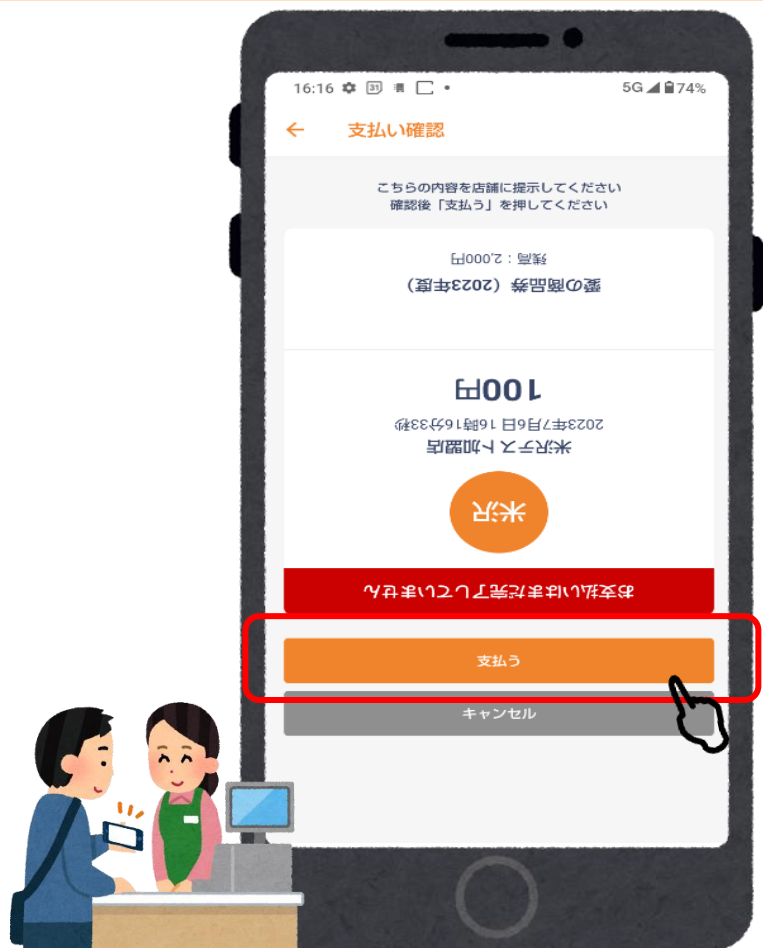 16:16 31 5G 74%
← 支払い確認
こちらの内容を店舗に提示してください
確認後「支払う」を押してください
お支払いはまだ完了していません
米沢
米沢テスト加盟店
2023年7月6日 16時16分33秒
100円
愛の商品券（2023年度）
残高：2,000円
支払う
キャンセル